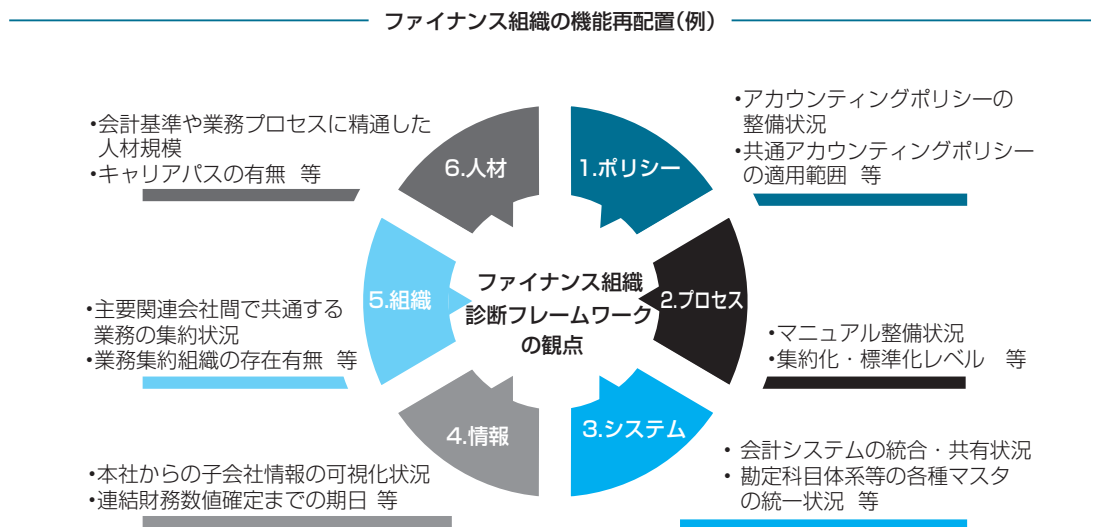 ファイナンス組織の機能再配置(例)
・アカウンティングポリシーの
整備状況
・共通アカウンティングポリシー
の適用範囲 等
1.ポリシー
・マニュアル整備状況
・集約化・標準化レベル 等
2.プロセス
・ 会計システムの統合・共有状況
・ 勘定科目体系等の各種マスタ
の統一状況 等
3.システム
・本社からの子会社情報の可視化状況
・連結財務数値確定までの期日 等
4.情報
・主要関連会社間で共通する
業務の集約状況
・業務集約組織の存在有無 等
5.組織
・会計基準や業務プロセスに精通した
人材規模
・キャリアパスの有無 等
6.人材
ファイナンス組織
診断フレームワーク
の観点